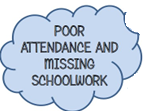 POOR
ATTENDANCE AND
MISSING
SCHOOLWORK